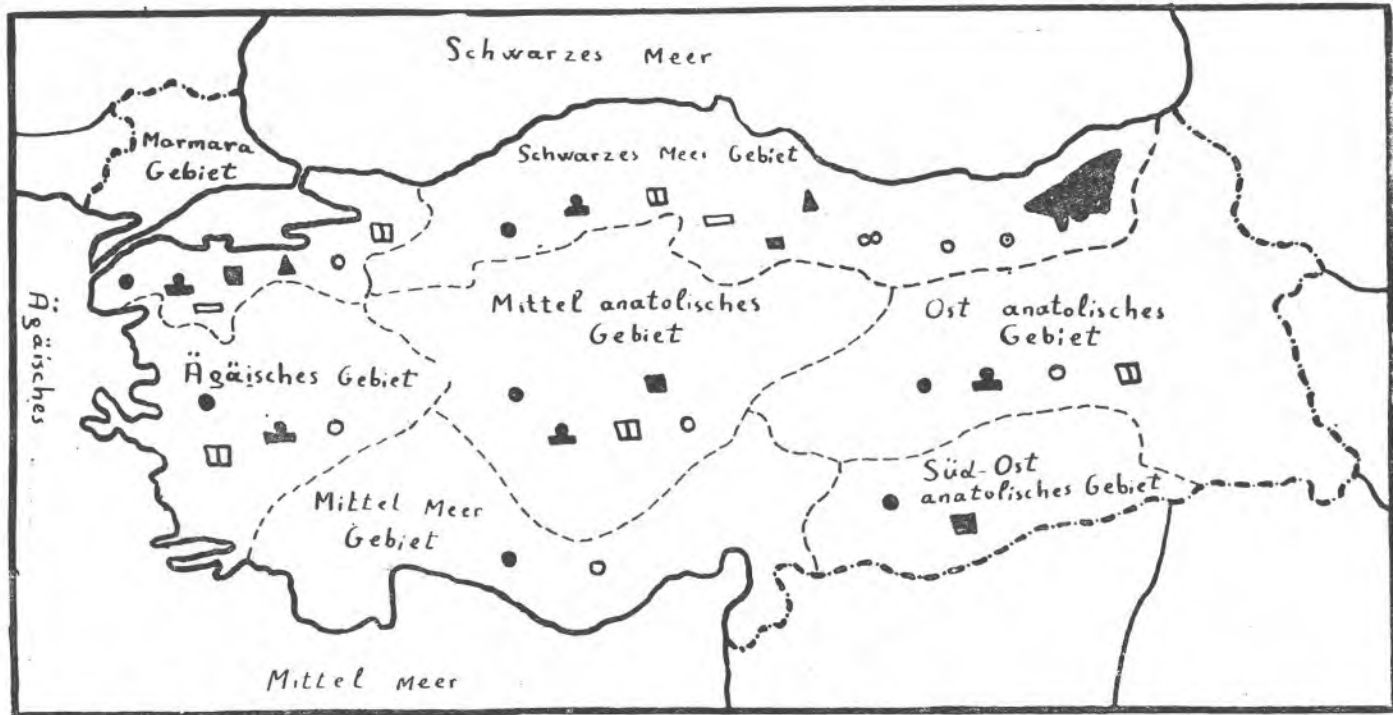 Schwarzes Meer
Marmara
Gebiet
Schwarzes Meer Gebiet
Ägäisches
Mittel anatolisches
Gebiet
Ost anatolisches
Gebiet
Ägäisches Gebiet
Süd-Ost
anatolisches Gebiet
Mittel Meer
Gebiet
Mittel Meer